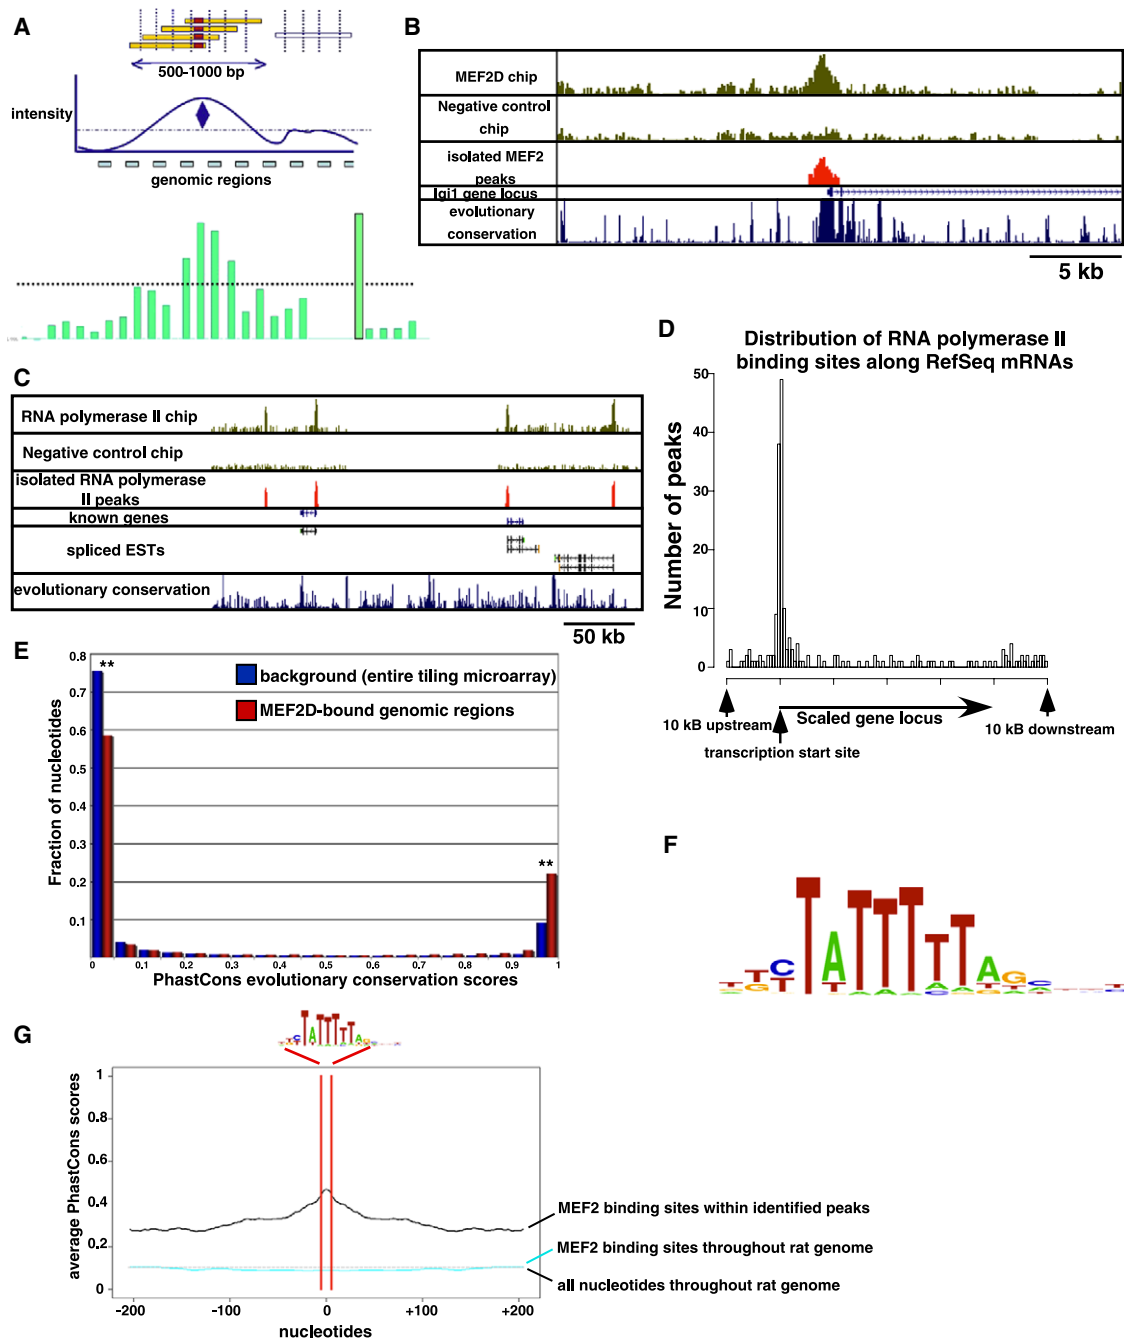 A
500-1000 bp
intensity
genomic regions
B
MEF2D chip
Negative control
chip
isolated MEF2
peaks
lgi1 gene locus
evolutionary
conservation
5 kb
C
RNA polymerase II chip
Negative control chip
isolated RNA polymerase
II peaks
known genes
spliced ESTs
evolutionary conservation
50 kb
D
Distribution of RNA polymerase II
binding sites along RefSeq mRNAs
Number of peaks
50
40
30
20
10
0
10 kB upstream
Scaled gene locus
10 kB downstream
transcription start site
E
Fraction of nucleotides
0.8
0.7
0.6
0.5
0.4
0.3
0.2
0.1
**
**
background (entire tiling microarray)
MEF2D-bound genomic regions
0 0.1 0.2 0.3 0.4 0.5 0.6 0.7 0.8 0.9 1
PhastCons evolutionary conservation scores
F
TCTATTTTTAGC
G
TCTATTTTTAG
average PhastCons scores
1
0.8
0.6
0.4
0.2
0
-200 -100 0 +100 +200
nucleotides
MEF2 binding sites within identified peaks
MEF2 binding sites throughout rat genome
all nucleotides throughout rat genome